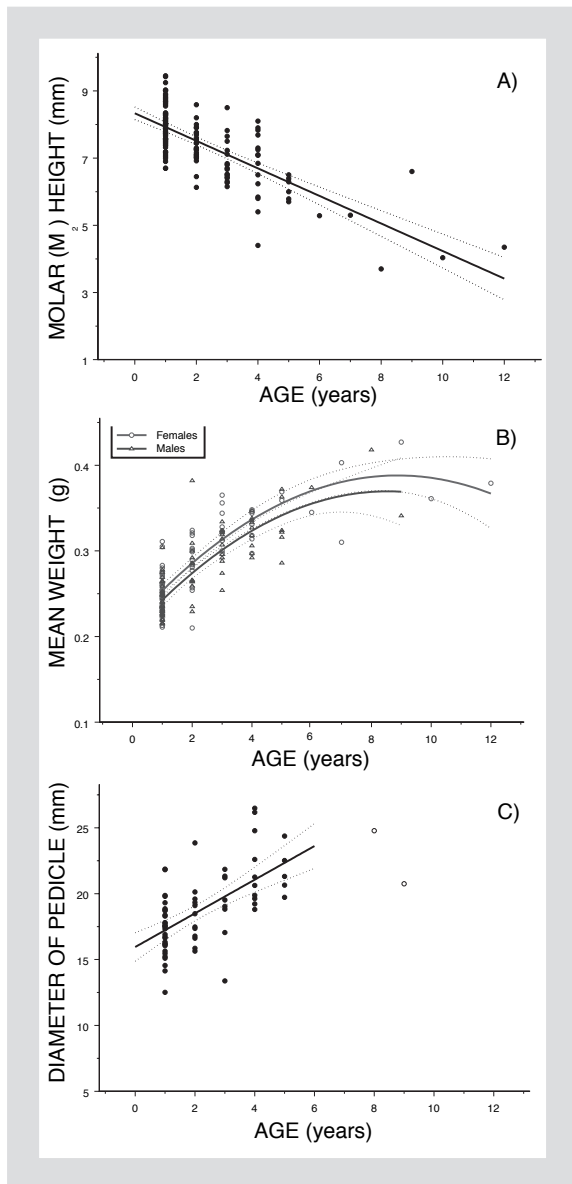 A)
MOLAR (M₂) HEIGHT (mm)
9
7
5
3
1
0 2 4 6 8 10 12
AGE (years)
B)
Females
Males
MEAN WEIGHT (g)
0.4
0.3
0.2
0.1
0 2 4 6 8 10 12
AGE (years)
C)
DIAMETER OF PEDICLE (mm)
25
20
15
10
5
0 2 4 6 8 10 12
AGE (years)